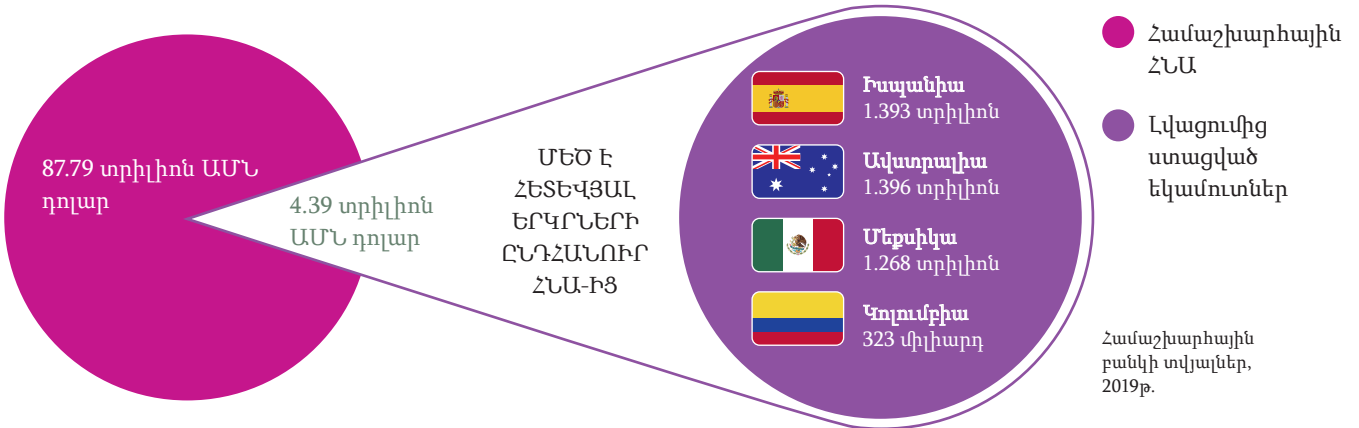 87.79 տրիլիոն ԱՄՆ
դոլար
4.39 տրիլիոն
ԱՄՆ դոլար
ՄԵԾ Է
ՀԵՏԵՎՅԱԼ
ԵՐԿՐՆԵՐԻ
ԸՆԴՀԱՆՈՒՐ
ՀՆԱ-ԻՑ
Իսպանիա
1.393 տրիլիոն
Ավստրալիա
1.396 տրիլիոն
Մեքսիկա
1.268 տրիլիոն
Կոլումբիա
323 միլիարդ
Համաշխարհային
ՀՆԱ
Լվացումից
ստացված
եկամուտներ
Համաշխարհային
բանկի տվյալներ,
2019թ.